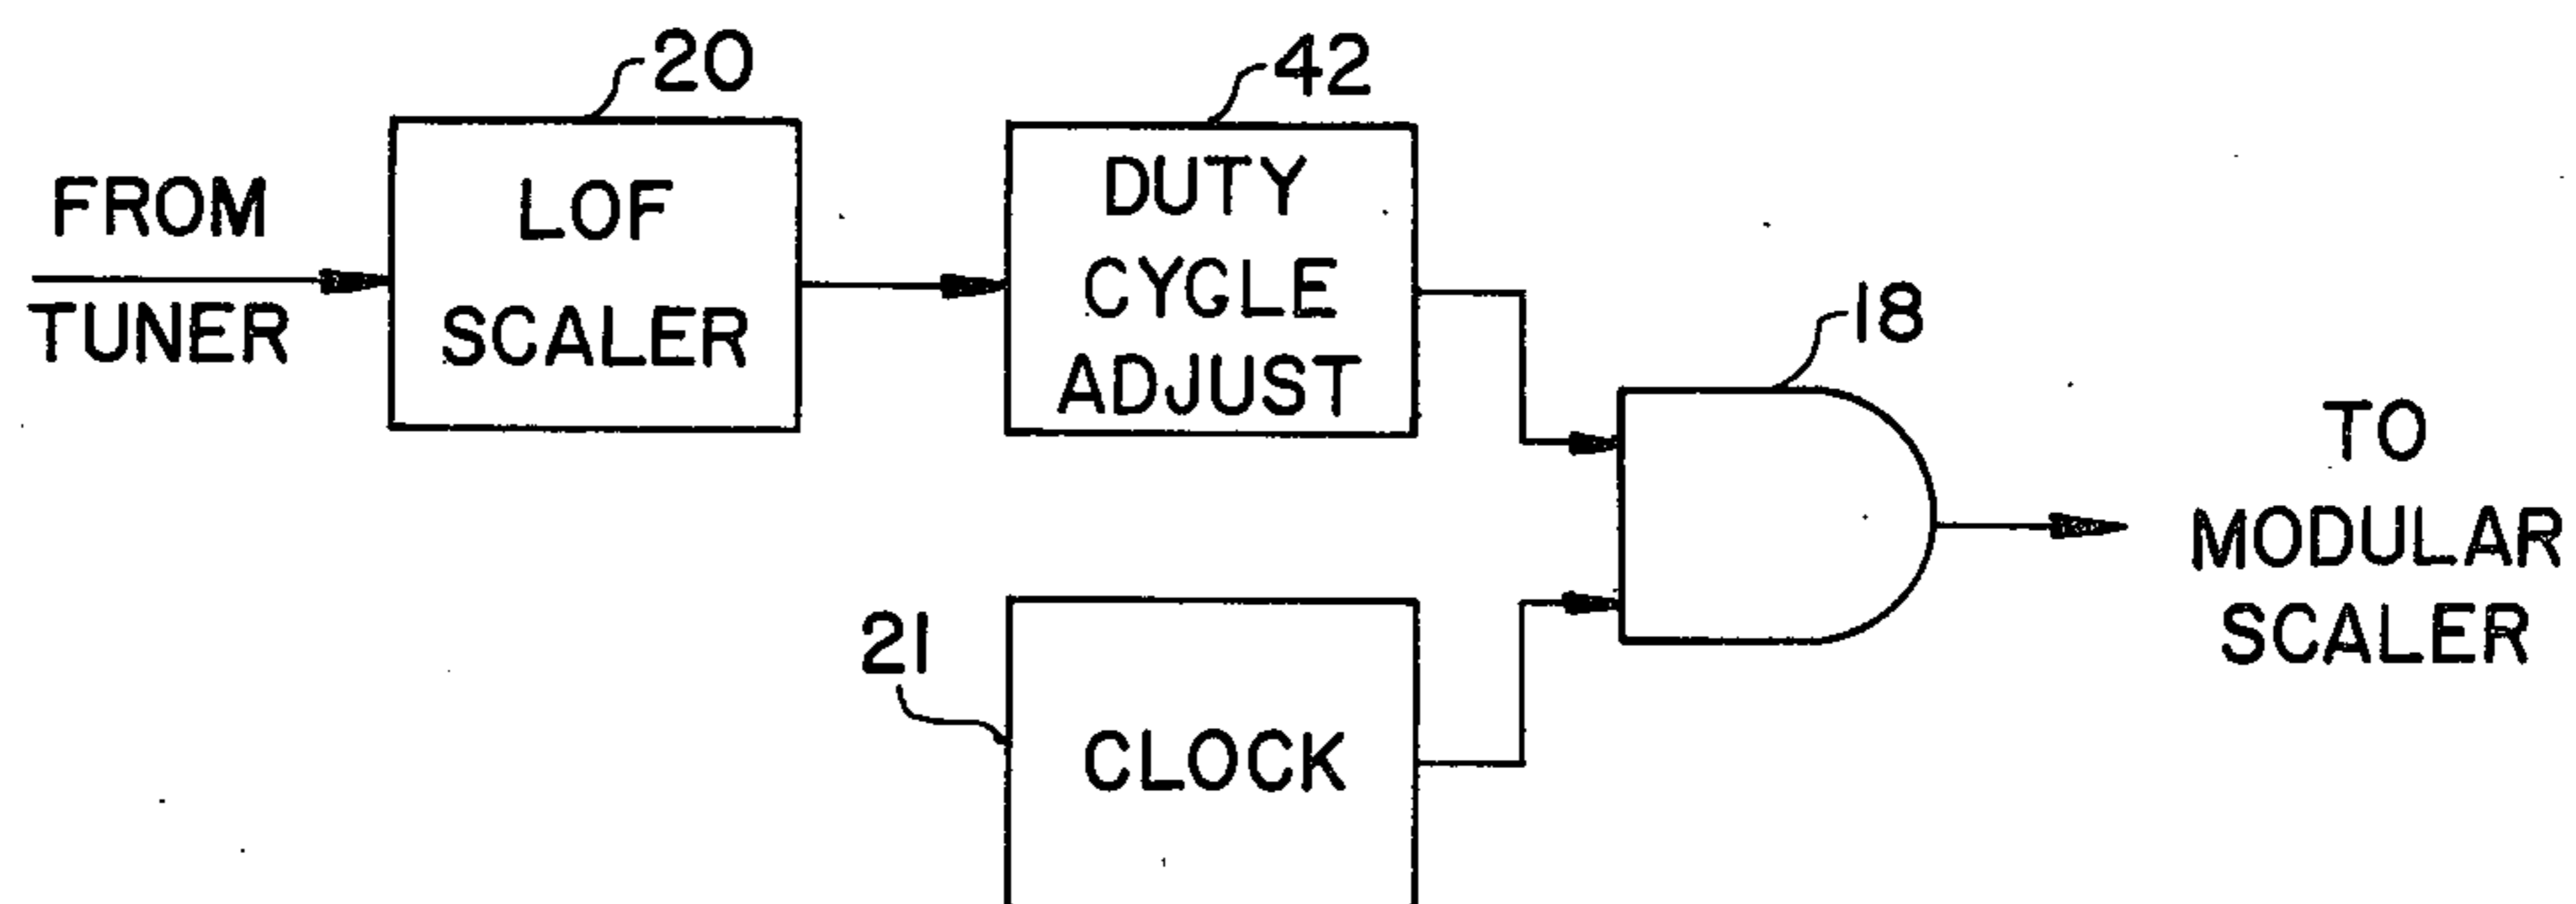 FROM
TUNER
20
LOF
SCALER
42
DUTY
CYCLE
ADJUST
18
21
CLOCK
TO
MODULAR
SCALER